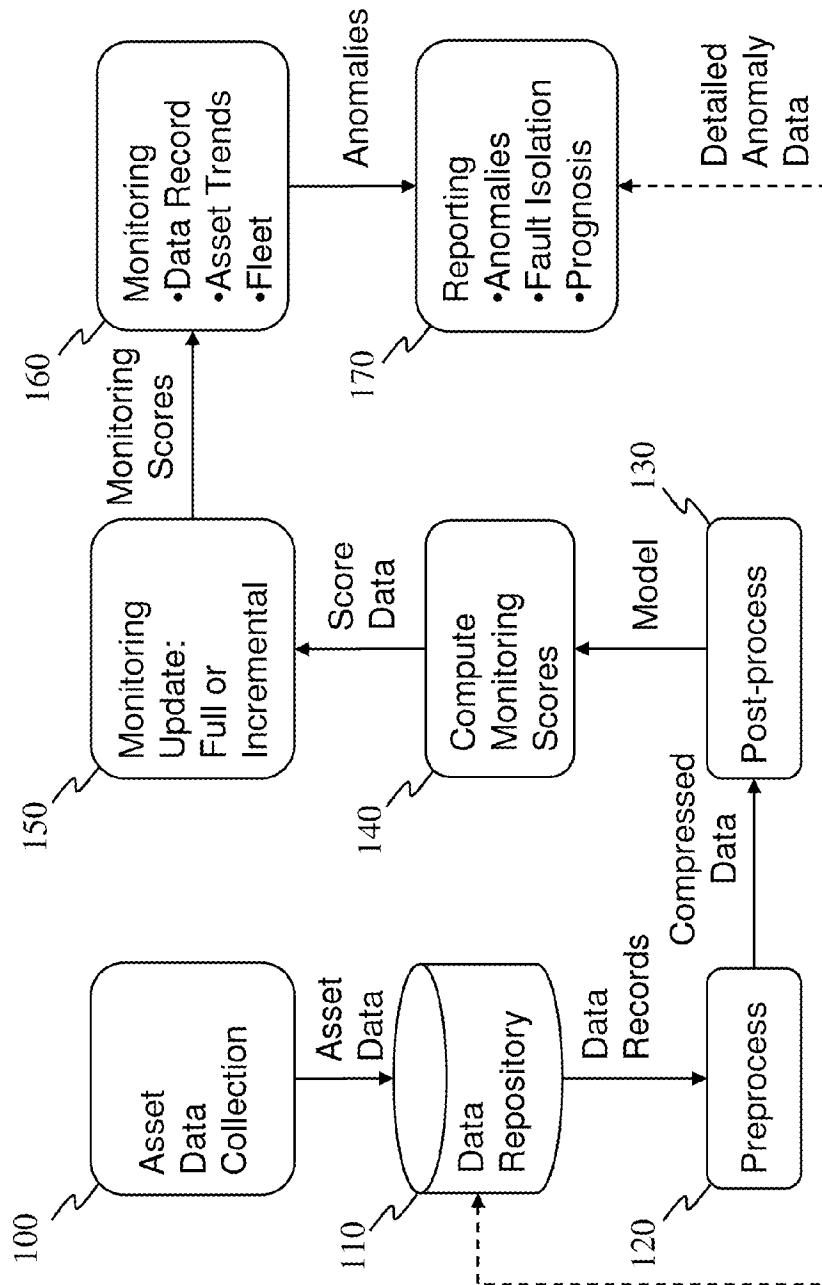 100
Asset
Data
Collection
Asset
Data
110
Data
Repository
Data
Records
120
Preprocess
Compressed
Data
130
Post-process
Model
140
Compute
Monitoring
Scores
Score
Data
150
Monitoring
Update:
Full or
Incremental
Monitoring
Scores
160
Monitoring
•Data Record
•Asset Trends
•Fleet
Anomalies
170
Reporting
•Anomalies
•Fault Isolation
•Prognosis
Detailed
Anomaly
Data